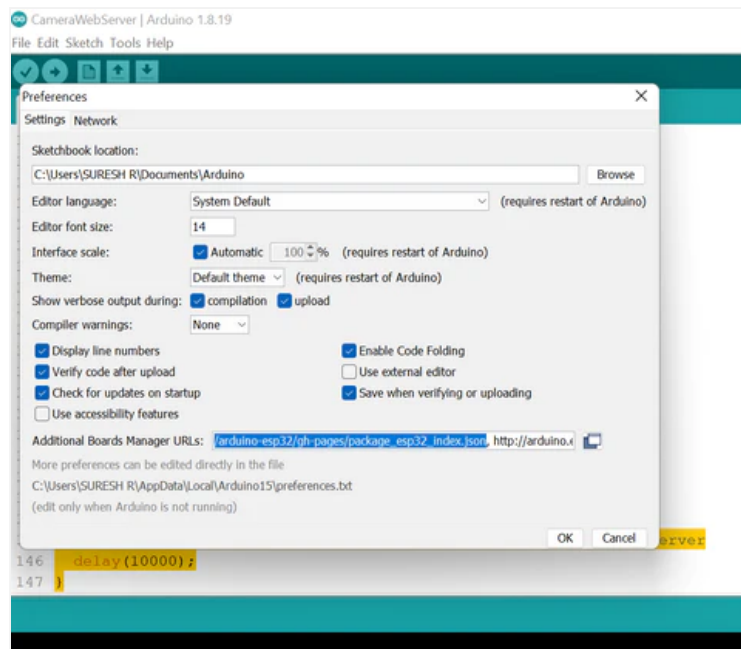 CameraWebServer | Arduino 1.8.19
File Edit Sketch Tools Help
Preferences
Settings Network
Sketchbook location:
C:\Users\SURESH R\Documents\Arduino Browse
Editor language: System Default (requires restart of Arduino)
Editor font size: 14
Interface scale: Automatic 100 % (requires restart of Arduino)
Theme: Default theme (requires restart of Arduino)
Show verbose output during: compilation upload
Compiler warnings: None
Display line numbers Enable Code Folding
Verify code after upload Use external editor
Check for updates on startup Save when verifying or uploading
Use accessibility features
Additional Boards Manager URLs: /arduino-esp32/gh-pages/package_esp32_index.json, http://arduino.e
More preferences can be edited directly in the file
C:\Users\SURESH R\AppData\Local\Arduino15\preferences.txt
(edit only when Arduino is not running)
OK Cancel
erver
146 delay(10000);
147 }